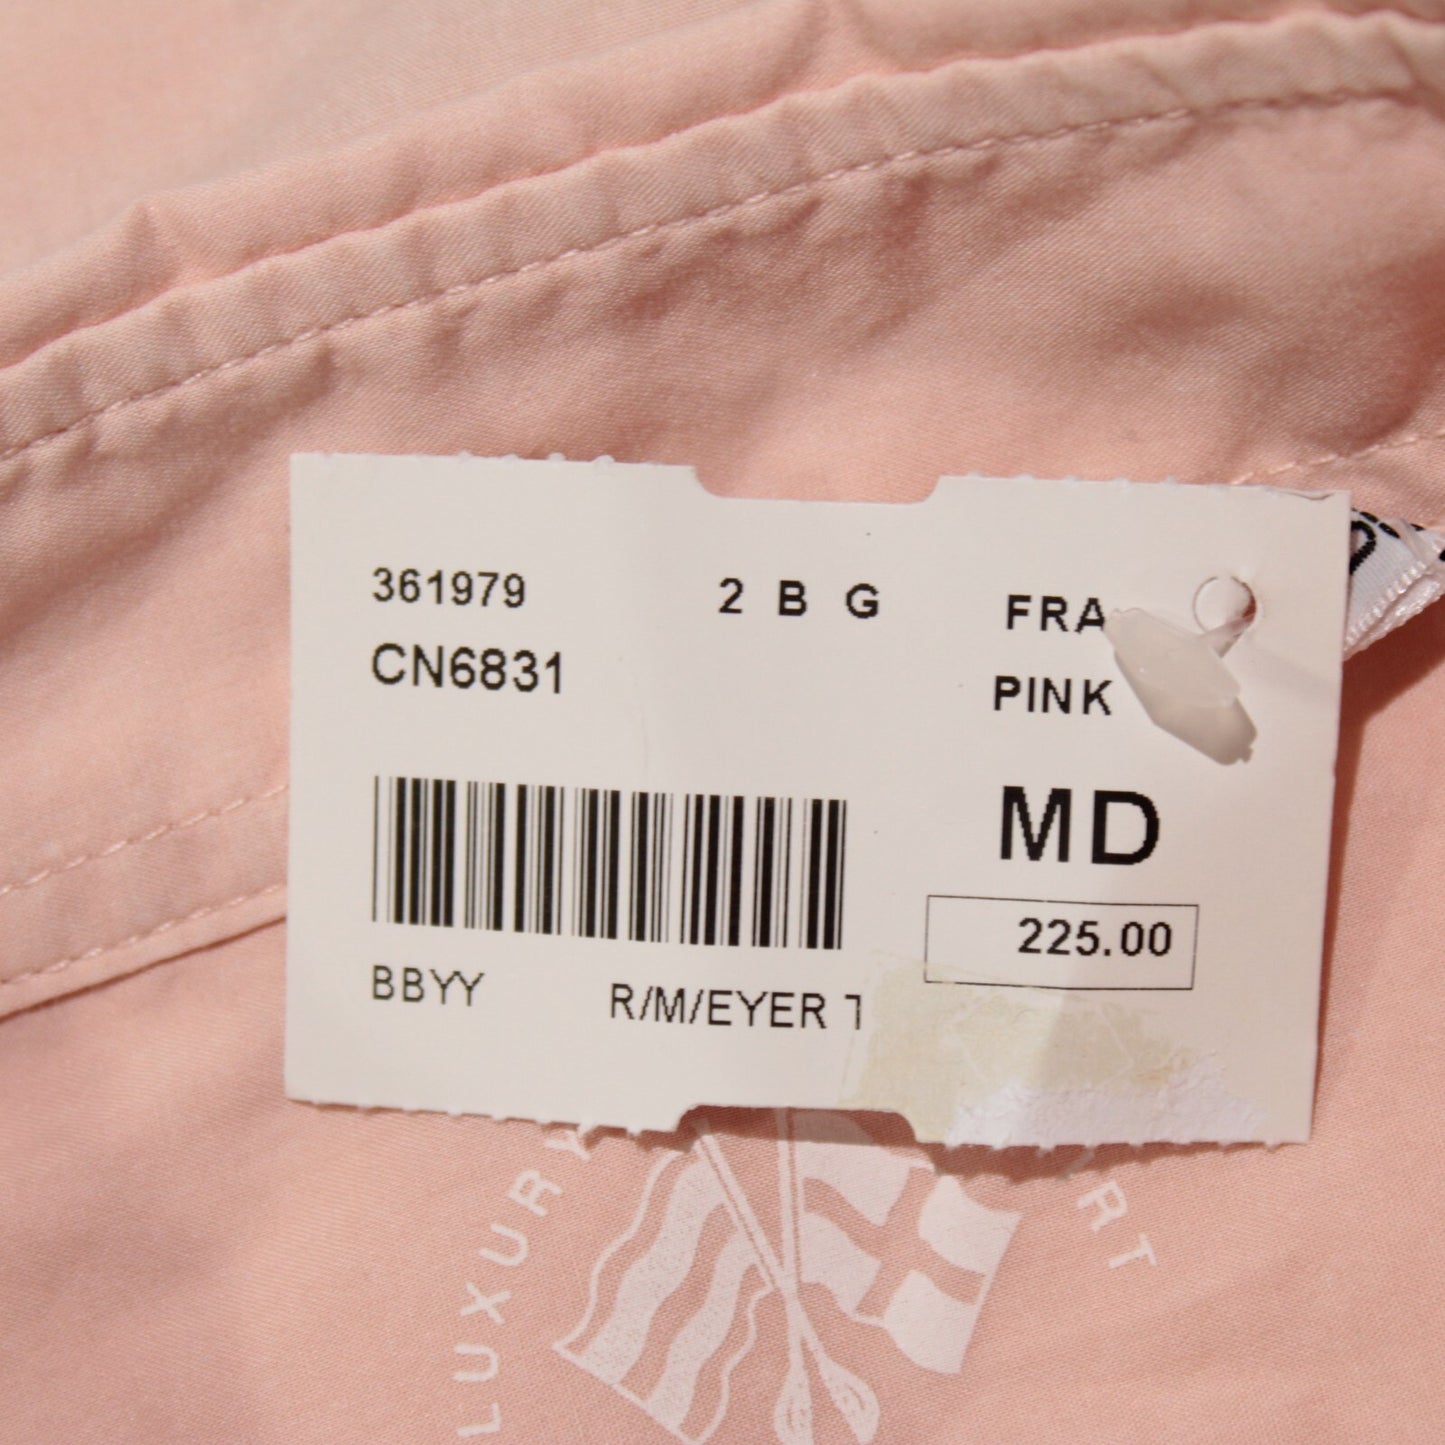 361979 2 B G FRA
CN6831 PINK
MD
225.00
BBYY R/M/EYER
LUXURY
RT